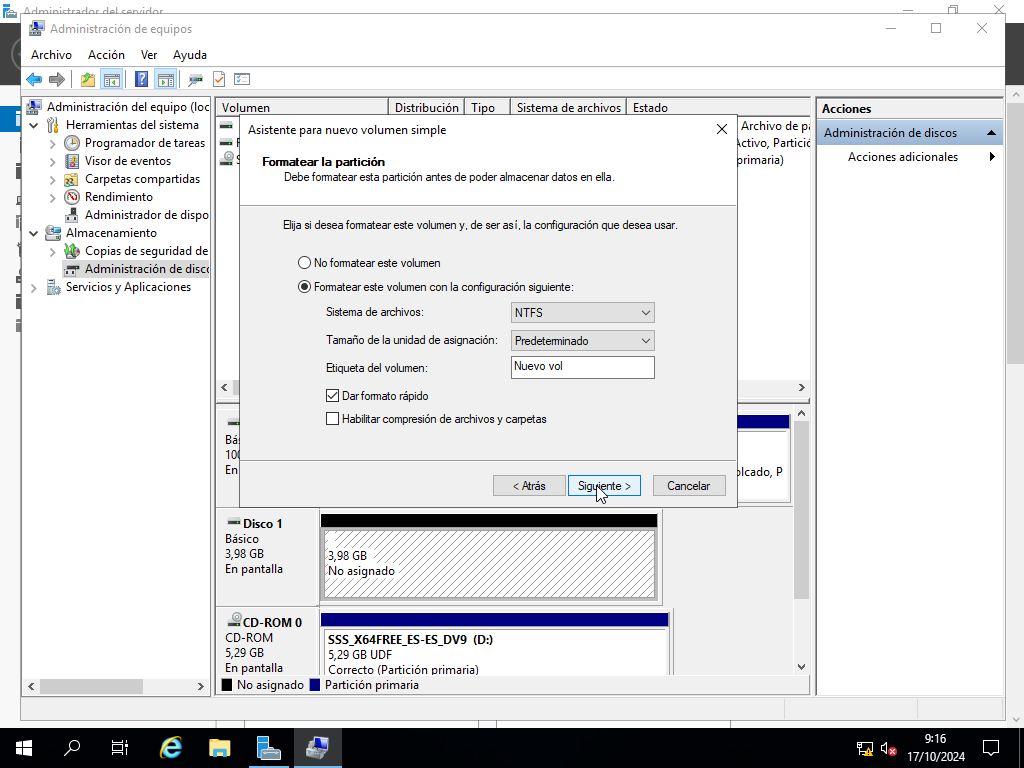 Administrador del servidor
Administración de equipos
Archivo Acción Ver Ayuda
Administración del equipo (loc
Herramientas del sistema
Programador de tareas
Visor de eventos
Carpetas compartidas
Rendimiento
Administrador de dispo
Almacenamiento
Copias de seguridad de
Administración de disco
Servicios y Aplicaciones
Volumen Distribución Tipo Sistema de archivos Estado
Archivo de pa
Activo, Partició
primaria)
Acciones
Administración de discos
Acciones adicionales
Asistente para nuevo volumen simple
Formatear la partición
Debe formatear esta partición antes de poder almacenar datos en ella.
Elija si desea formatear este volumen y, de ser así, la configuración que desea usar.
No formatear este volumen
Formatear este volumen con la configuración siguiente:
Sistema de archivos: NTFS
Tamaño de la unidad de asignación: Predeterminado
Etiqueta del volumen: Nuevo vol
Dar formato rápido
Habilitar compresión de archivos y carpetas
< Atrás Siguiente > Cancelar
Bás
100
En
olcado, P
Disco 1
Básico
3,98 GB
En pantalla
3,98 GB
No asignado
CD-ROM 0
CD-ROM
5,29 GB
En pantalla
SSS_X64FREE_ES-ES_DV9 (D:)
5,29 GB UDF
Correcto (Partición primaria)
No asignado Partición primaria
9:16
17/10/2024